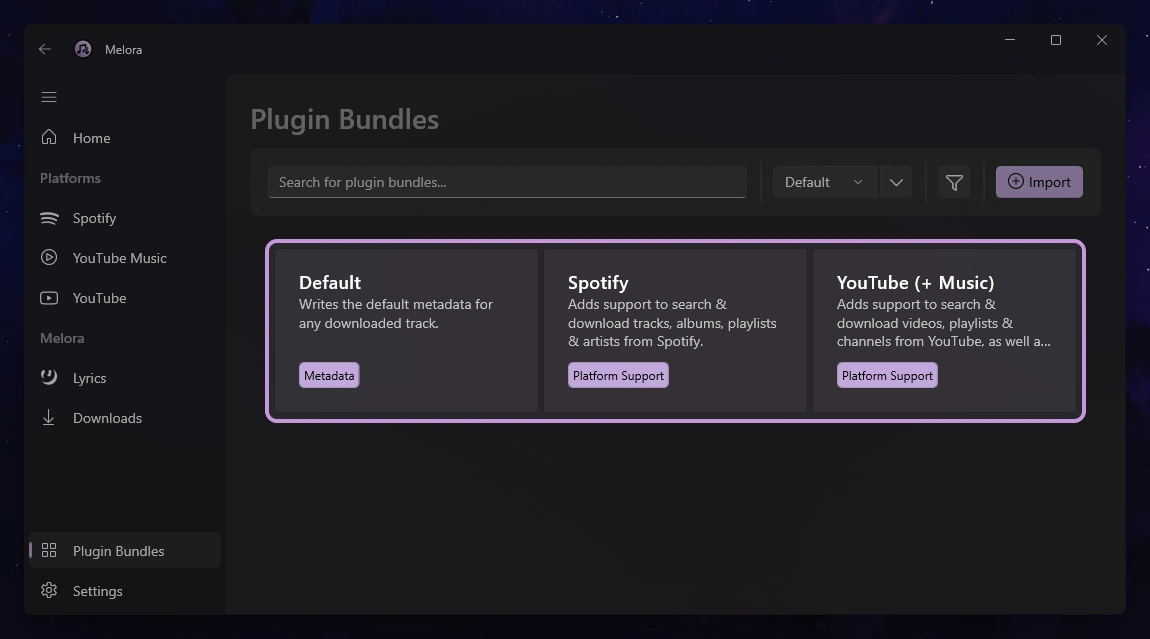 Melora
Home
Platforms
Spotify
YouTube Music
YouTube
Melora
Lyrics
Downloads
Plugin Bundles
Settings
Plugin Bundles
Search for plugin bundles...
Default
Import
Default
Writes the default metadata for
any downloaded track.
Metadata
Spotify
Adds support to search &
download tracks, albums, playlists
& artists from Spotify.
Platform Support
YouTube (+ Music)
Adds support to search &
download videos, playlists &
channels from YouTube, as well a...
Platform Support